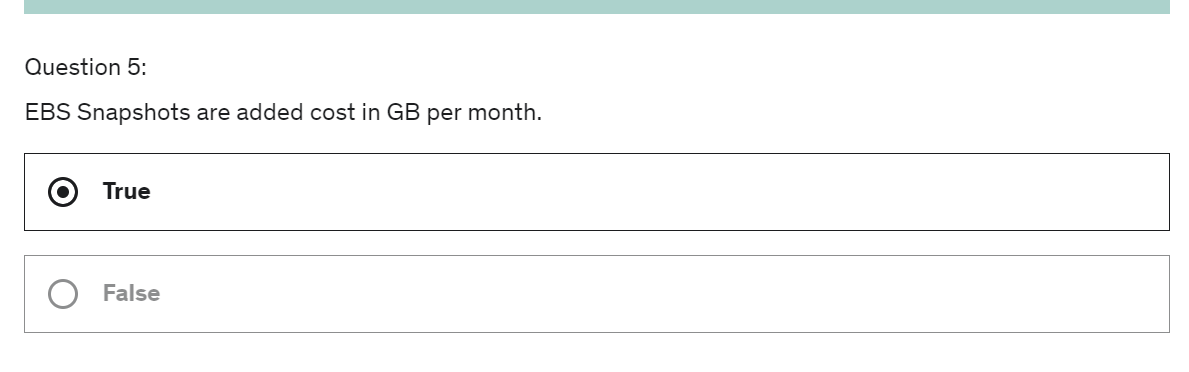 Question 5:
EBS Snapshots are added cost in GB per month.
True
False